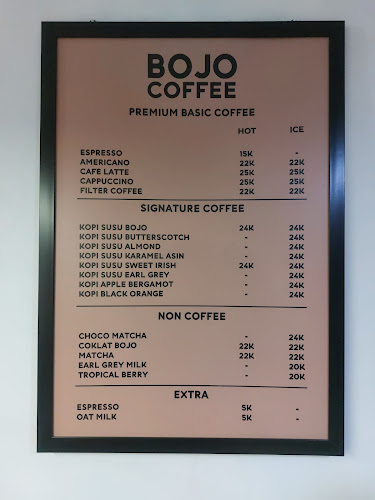 BOJO
COFFEE
PREMIUM BASIC COFFEE
HOT ICE
ESPRESSO 15K -
AMERICANO 22K 22K
CAFE LATTE 25K 25K
CAPPUCCINO 25K 25K
FILTER COFFEE 22K 22K
SIGNATURE COFFEE
KOPI SUSU BOJO 24K 24K
KOPI SUSU BUTTERSCOTCH - 24K
KOPI SUSU ALMOND - 24K
KOPI SUSU KARAMEL ASIN - 24K
KOPI SUSU SWEET IRISH 24K 24K
KOPI SUSU EARL GREY - 24K
KOPI APPLE BERGAMOT - 24K
KOPI BLACK ORANGE - 24K
NON COFFEE
CHOCO MATCHA - 24K
COKLAT BOJO 22K 22K
MATCHA 22K 22K
EARL GREY MILK - 20K
TROPICAL BERRY - 20K
EXTRA
ESPRESSO 5K -
OAT MILK 5K -